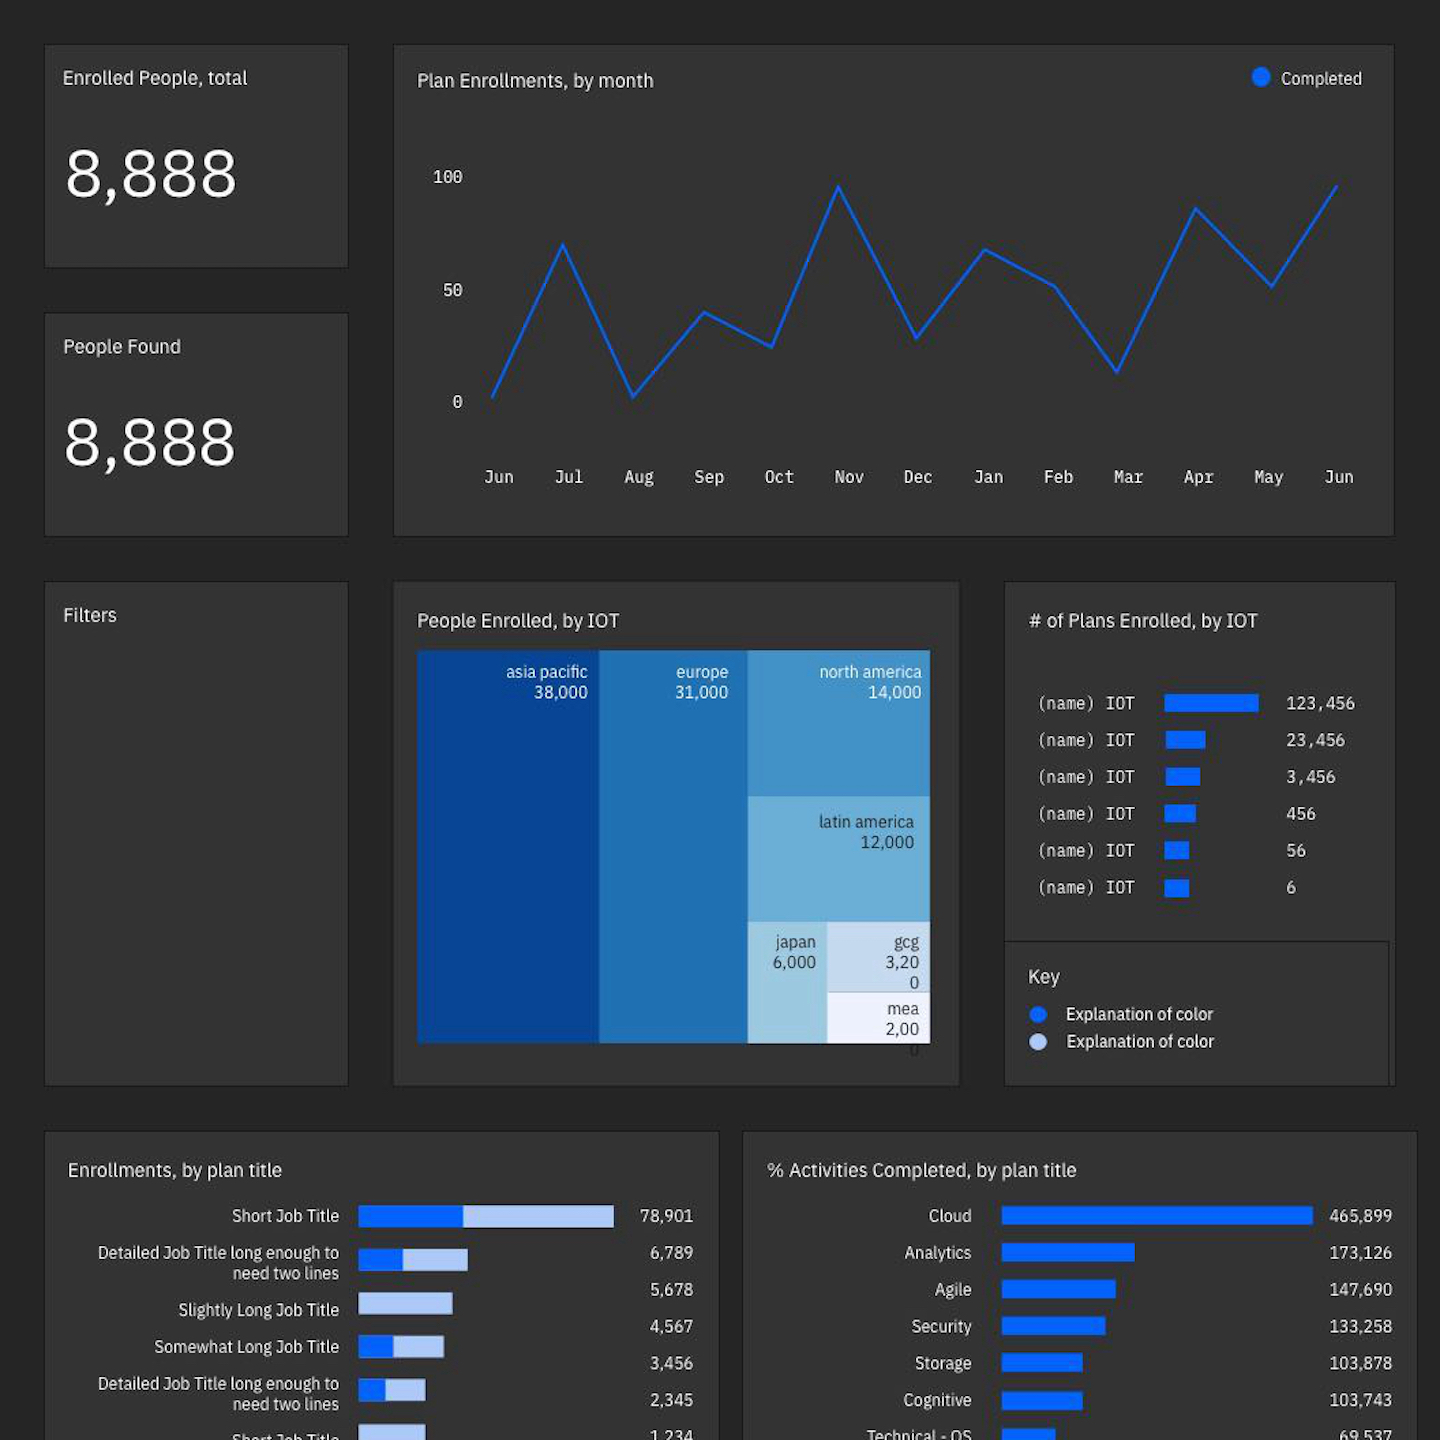 Enrolled People, total
8,888
Plan Enrollments, by month
Completed
100
50
0
Jun Jul Aug Sep Oct Nov Dec Jan Feb Mar Apr May Jun
People Found
8,888
Filters
People Enrolled, by IOT
asia pacific
38,000
europe
31,000
north america
14,000
latin america
12,000
japan
6,000
gcg
3,20
0
mea
2,00
0
# of Plans Enrolled, by IOT
(name) IOT 123,456
(name) IOT 23,456
(name) IOT 3,456
(name) IOT 456
(name) IOT 56
(name) IOT 6
Key
Explanation of color
Explanation of color
Enrollments, by plan title
Short Job Title 78,901
Detailed Job Title long enough to 6,789
need two lines
5,678
Slightly Long Job Title
4,567
Somewhat Long Job Title
3,456
Detailed Job Title long enough to
need two lines
2,345
Short Job Title 1,234
% Activities Completed, by plan title
Cloud 465,899
Analytics 173,126
Agile 147,690
Security 133,258
Storage 103,878
Cognitive 103,743
Technical - OS 69,537